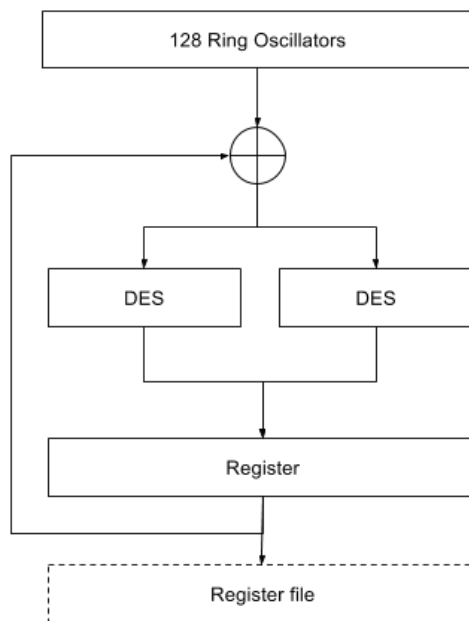 128 Ring Oscillators
DES
DES
Register
Register file